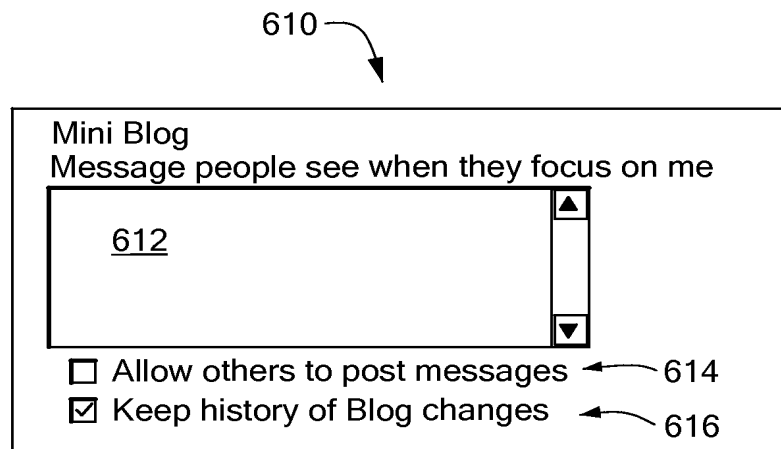 610
Mini Blog
Message people see when they focus on me
612
Allow others to post messages 614
Keep history of Blog changes 616